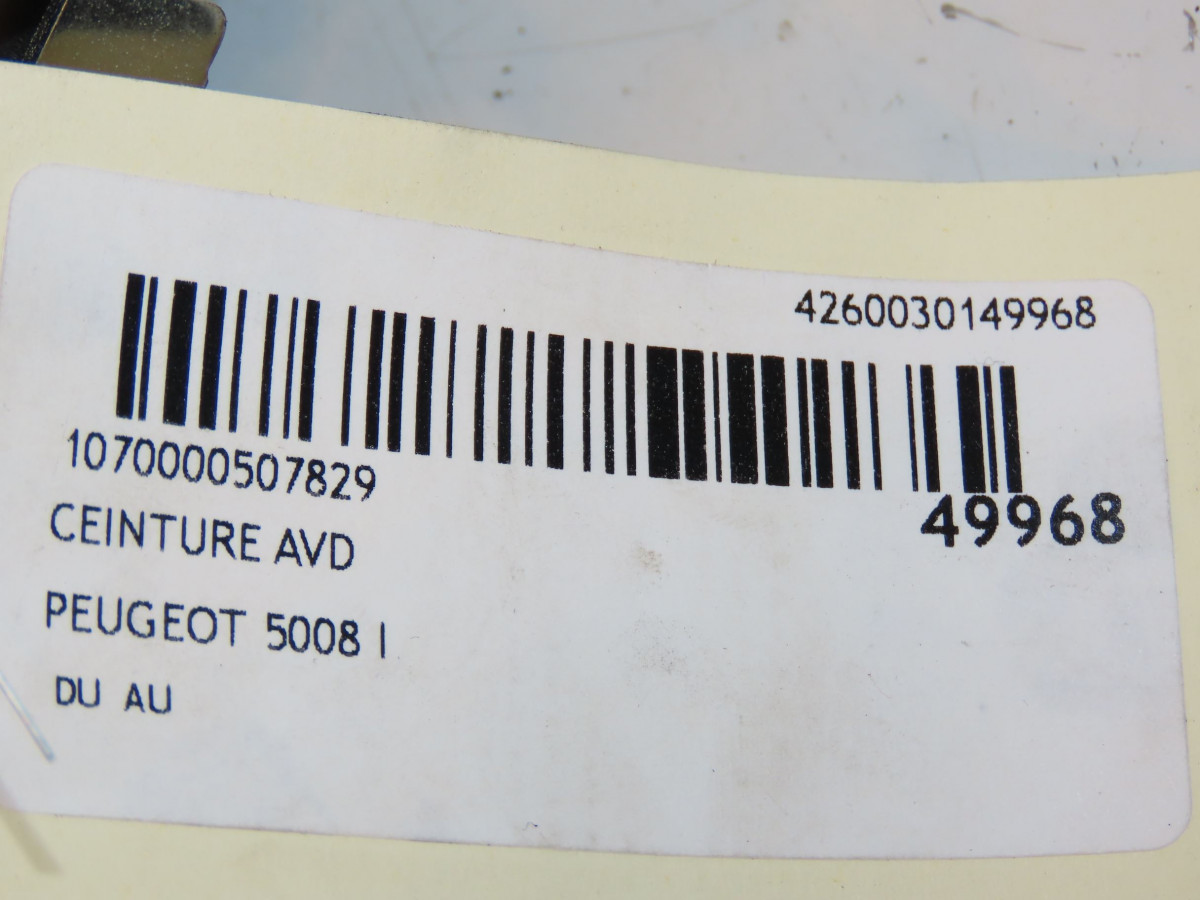 4260030149968
1070000507829
49968
CEINTURE AVD
PEUGEOT 5008 I
DU AU